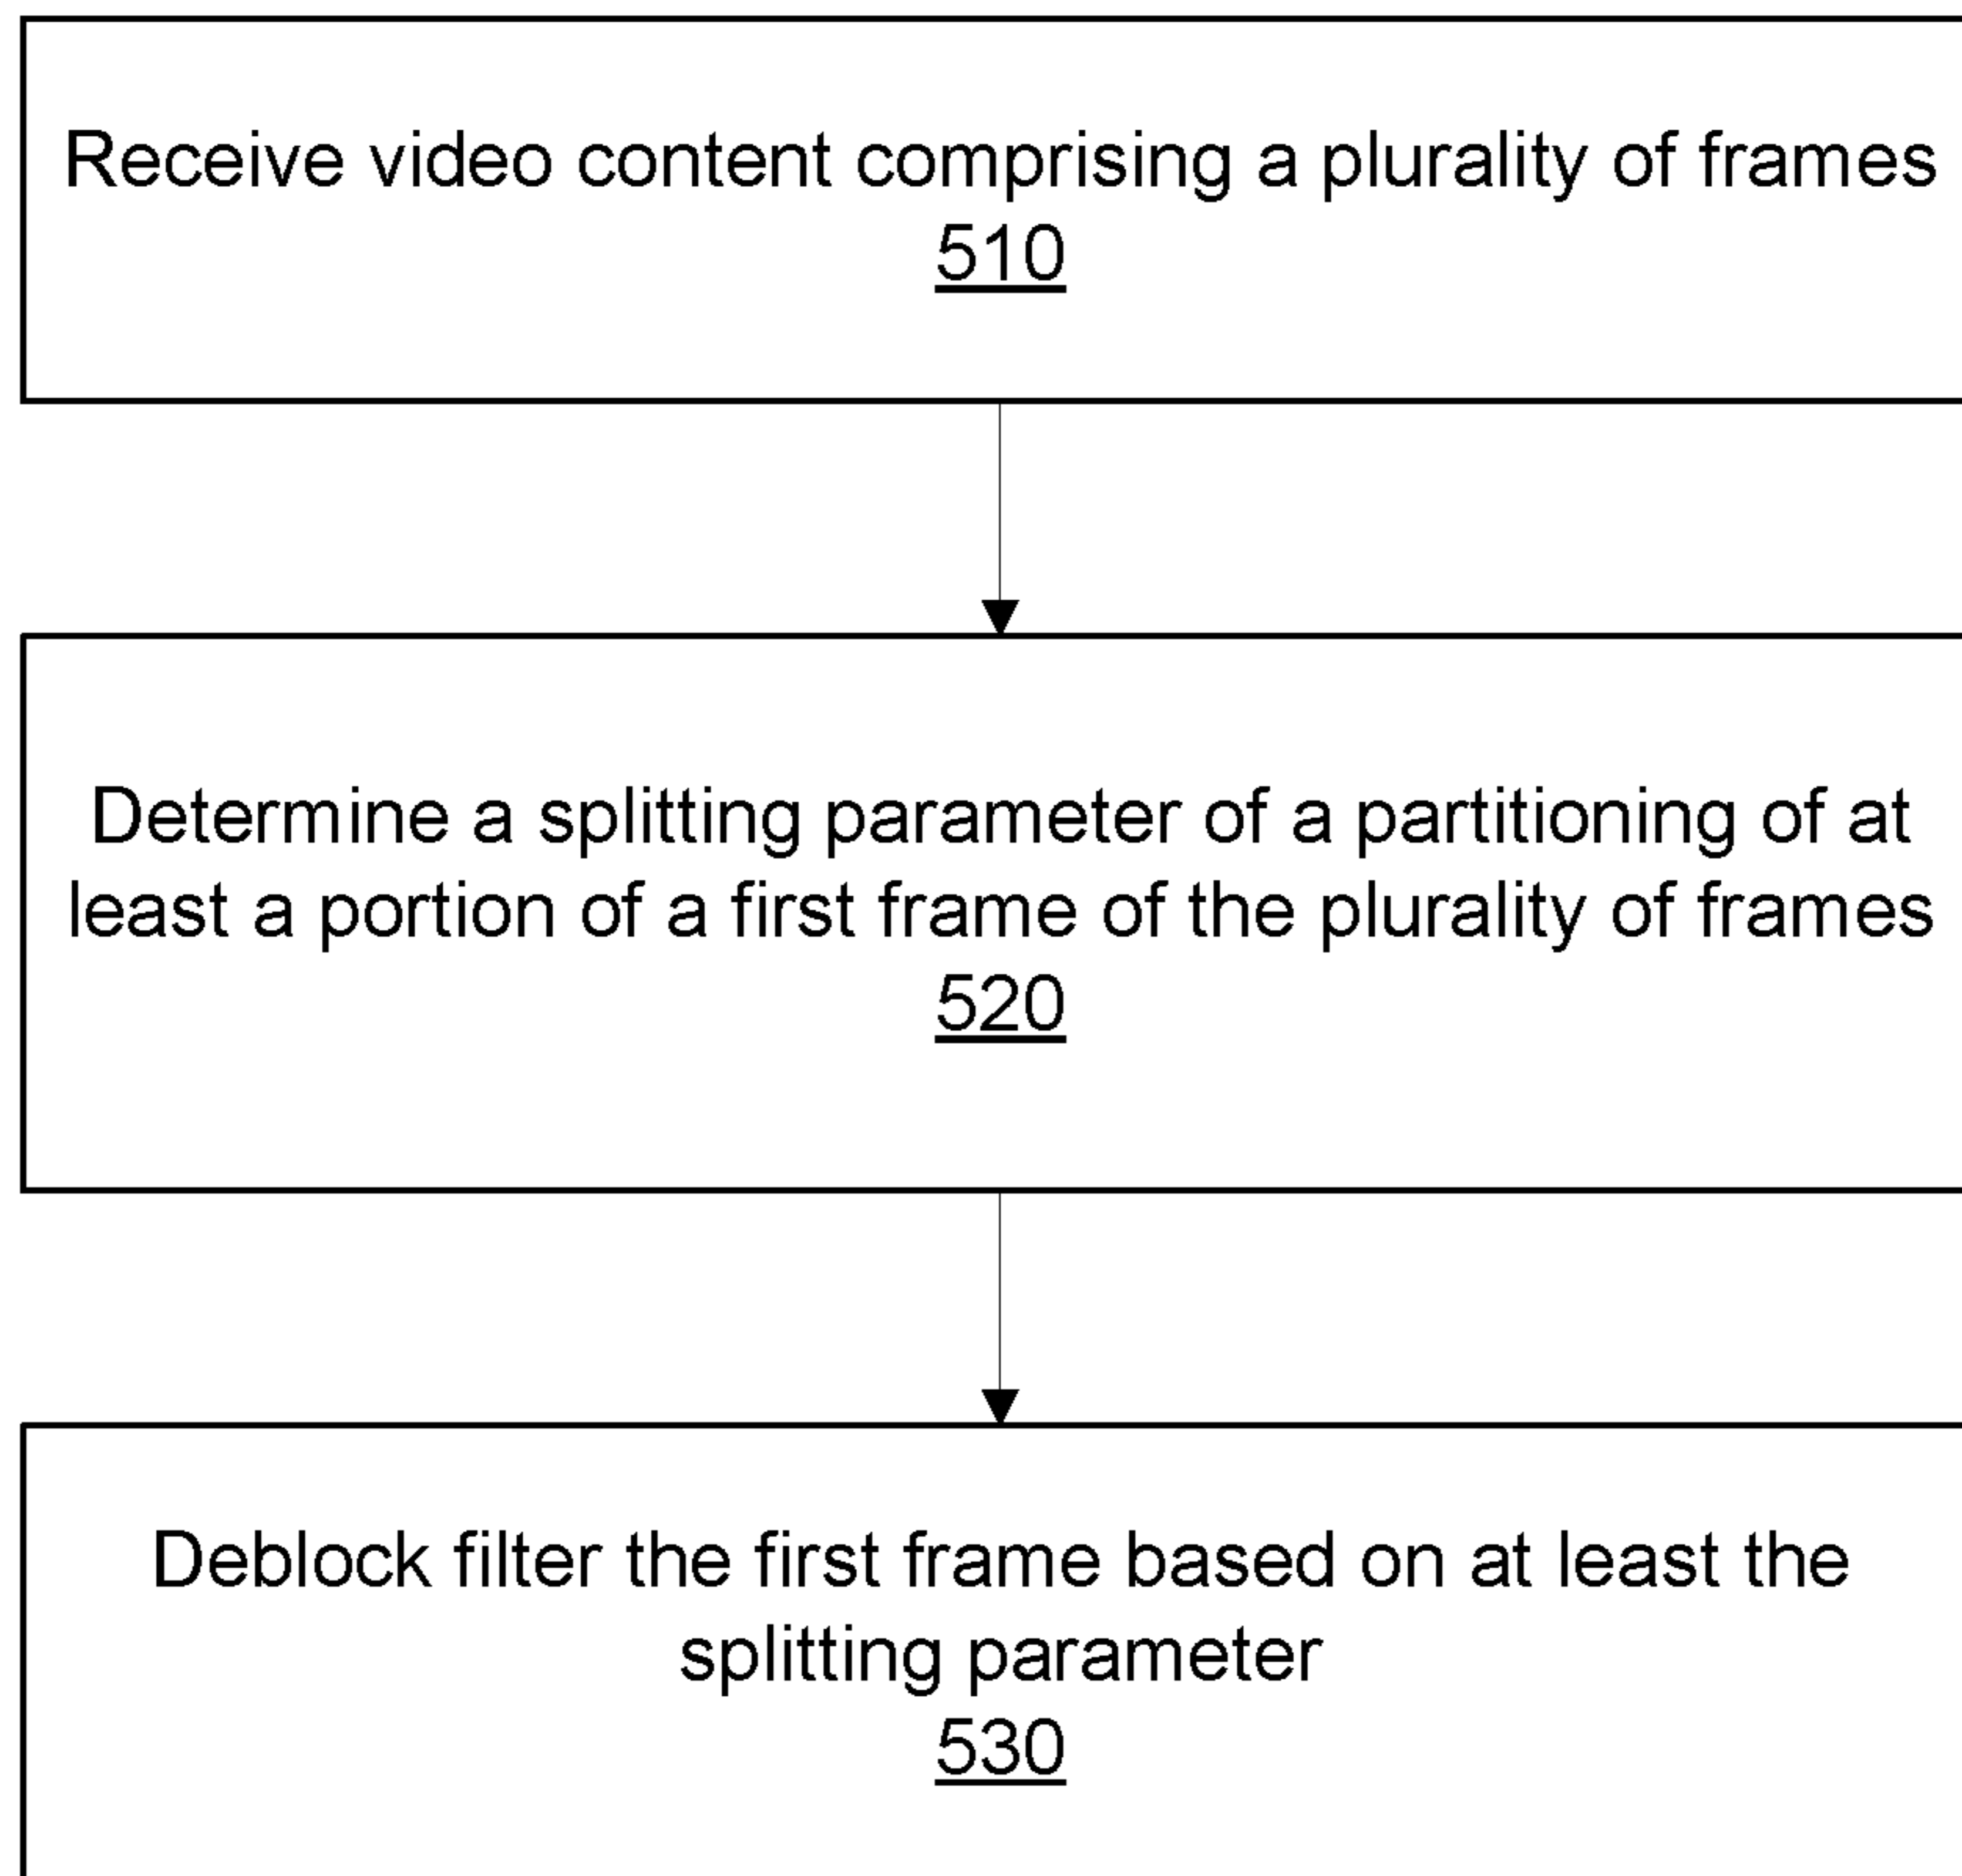 Receive video content comprising a plurality of frames
510
Determine a splitting parameter of a partitioning of at
least a portion of a first frame of the plurality of frames
520
Deblock filter the first frame based on at least the
splitting parameter
530